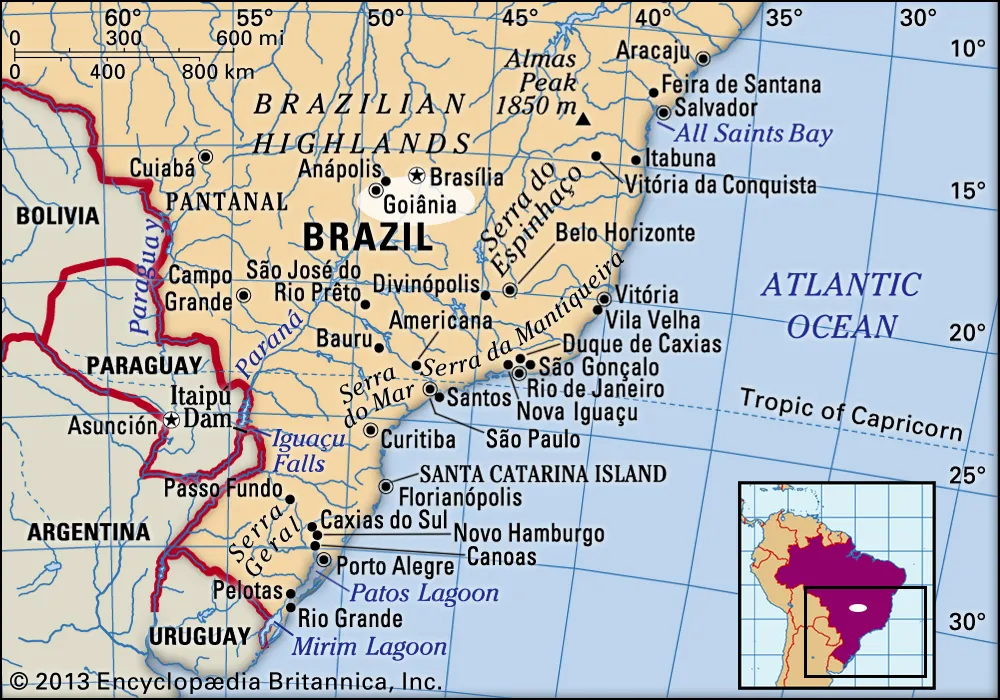 60° 55° 50° 45° 40° 35° 30°
0 300 600 mi
0 400 800 km
10°
15°
20°
25°
30°
Aracaju
Almas
Peak
1850 m
Feira de Santana
Salvador
All Saints Bay
BRAZILIAN
HIGHLANDS
Cuiabá
Anápolis
Brasília
Goiânia
Itabuna
Vitória da Conquista
PANTANAL
BOLIVIA
BRAZIL
Serra do
Espinhaço
Belo Horizonte
Paraguay
Campo
Grande
São José do
Rio Prêto
Divinópolis
ATLANTIC
OCEAN
Vitória
Vila Velha
Americana
Serra da Mantiqueira
Paraná
Bauru
Duque de Caxias
São Gonçalo
Rio de Janeiro
Nova Iguaçu
PARAGUAY
Serra
do Mar
Santos
São Paulo
Tropic of Capricorn
Itaipú
Dam
Asunción
Iguaçu
Falls
Curitiba
SANTA CATARINA ISLAND
Florianópolis
Passo Fundo
ARGENTINA
Serra
Geral
Caxias do Sul
Novo Hamburgo
Canoas
Porto Alegre
Patos Lagoon
Pelotas
Rio Grande
URUGUAY
Mirim Lagoon
© 2013 Encyclopædia Britannica, Inc.